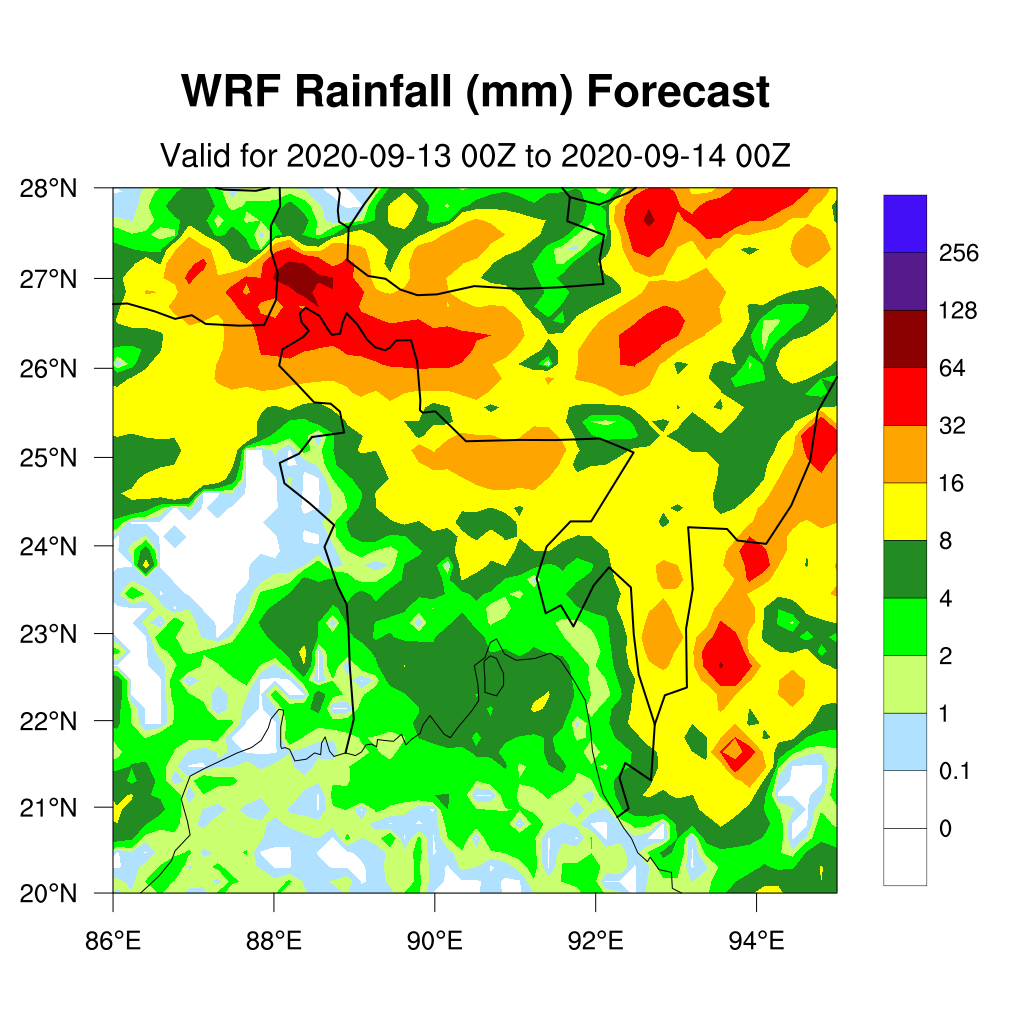 WRF Rainfall (mm) Forecast
Valid for 2020-09-13 00Z to 2020-09-14 00Z
28°N
27°N
26°N
25°N
24°N
23°N
22°N
21°N
20°N
86°E 88°E 90°E 92°E 94°E
256
128
64
32
16
8
4
2
1
0.1
0